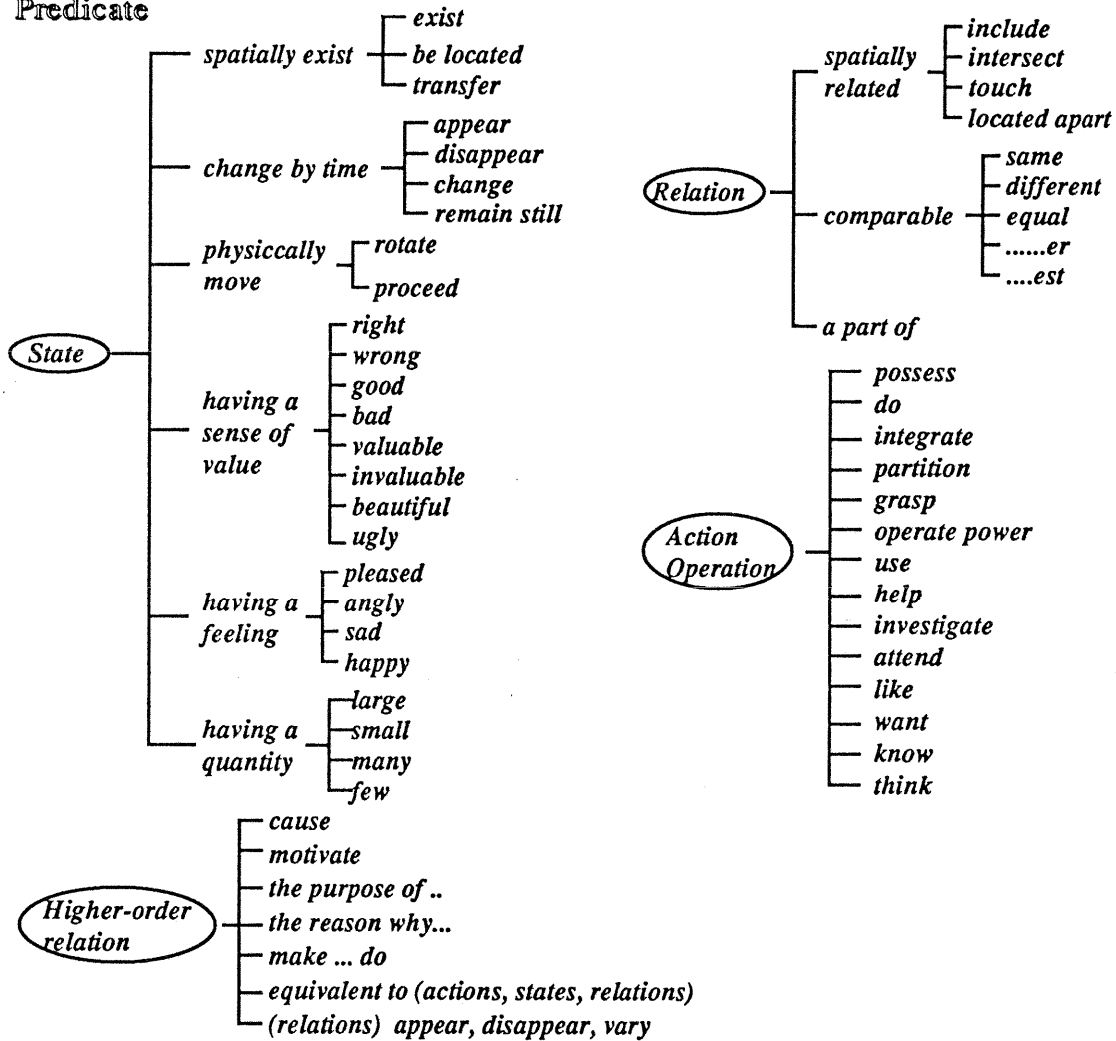 Predicate
State
spatially exist
exist
be located
transfer
change by time
appear
disappear
change
remain still
physiccally
move
rotate
proceed
having a
sense of
value
right
wrong
good
bad
valuable
invaluable
beautiful
ugly
having a
feeling
pleased
angly
sad
happy
having a
quantity
large
small
many
few
Higher-order
relation
cause
motivate
the purpose of ..
the reason why...
make ... do
equivalent to (actions, states, relations)
(relations) appear, disappear, vary
Relation
spatially
related
include
intersect
touch
located apart
comparable
same
different
equal
......er
....est
a part of
Action
Operation
possess
do
integrate
partition
grasp
operate power
use
help
investigate
attend
like
want
know
think